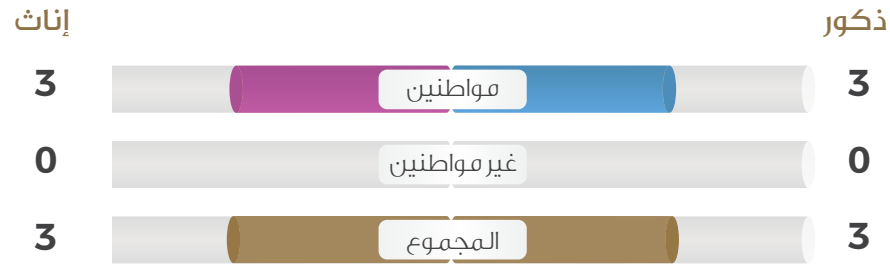 ذكور إناث
3 مواطنين 3
0 غير مواطنين 0
3 المجموع 3